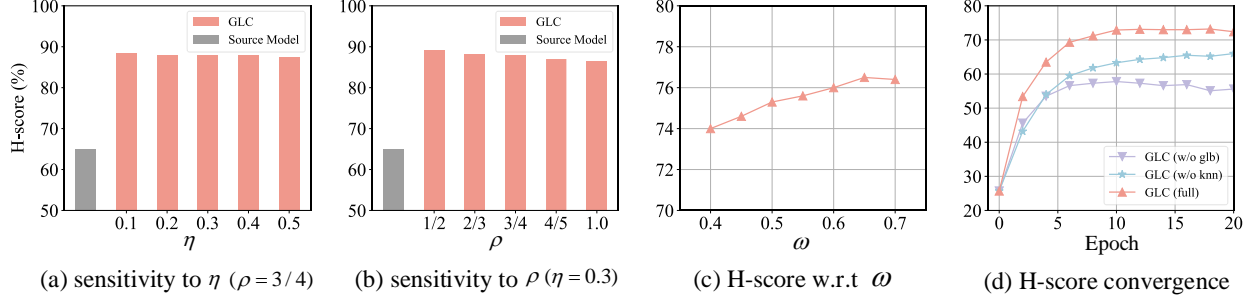 GLC
Source Model
H-score (%)
100
90
80
70
60
50
0.1 0.2 0.3 0.4 0.5
η
(a) sensitivity to η (ρ = 3 / 4)
GLC
Source Model
100
90
80
70
60
50
1/2 2/3 3/4 4/5 1.0
ρ
(b) sensitivity to ρ (η = 0.3)
80
78
76
74
72
70
0.4 0.5 0.6 0.7
ω
(c) H-score w.r.t ω
80
70
60
50
40
30
20
GLC (w/o glb)
GLC (w/o knn)
GLC (full)
0 5 10 15 20
Epoch
(d) H-score convergence